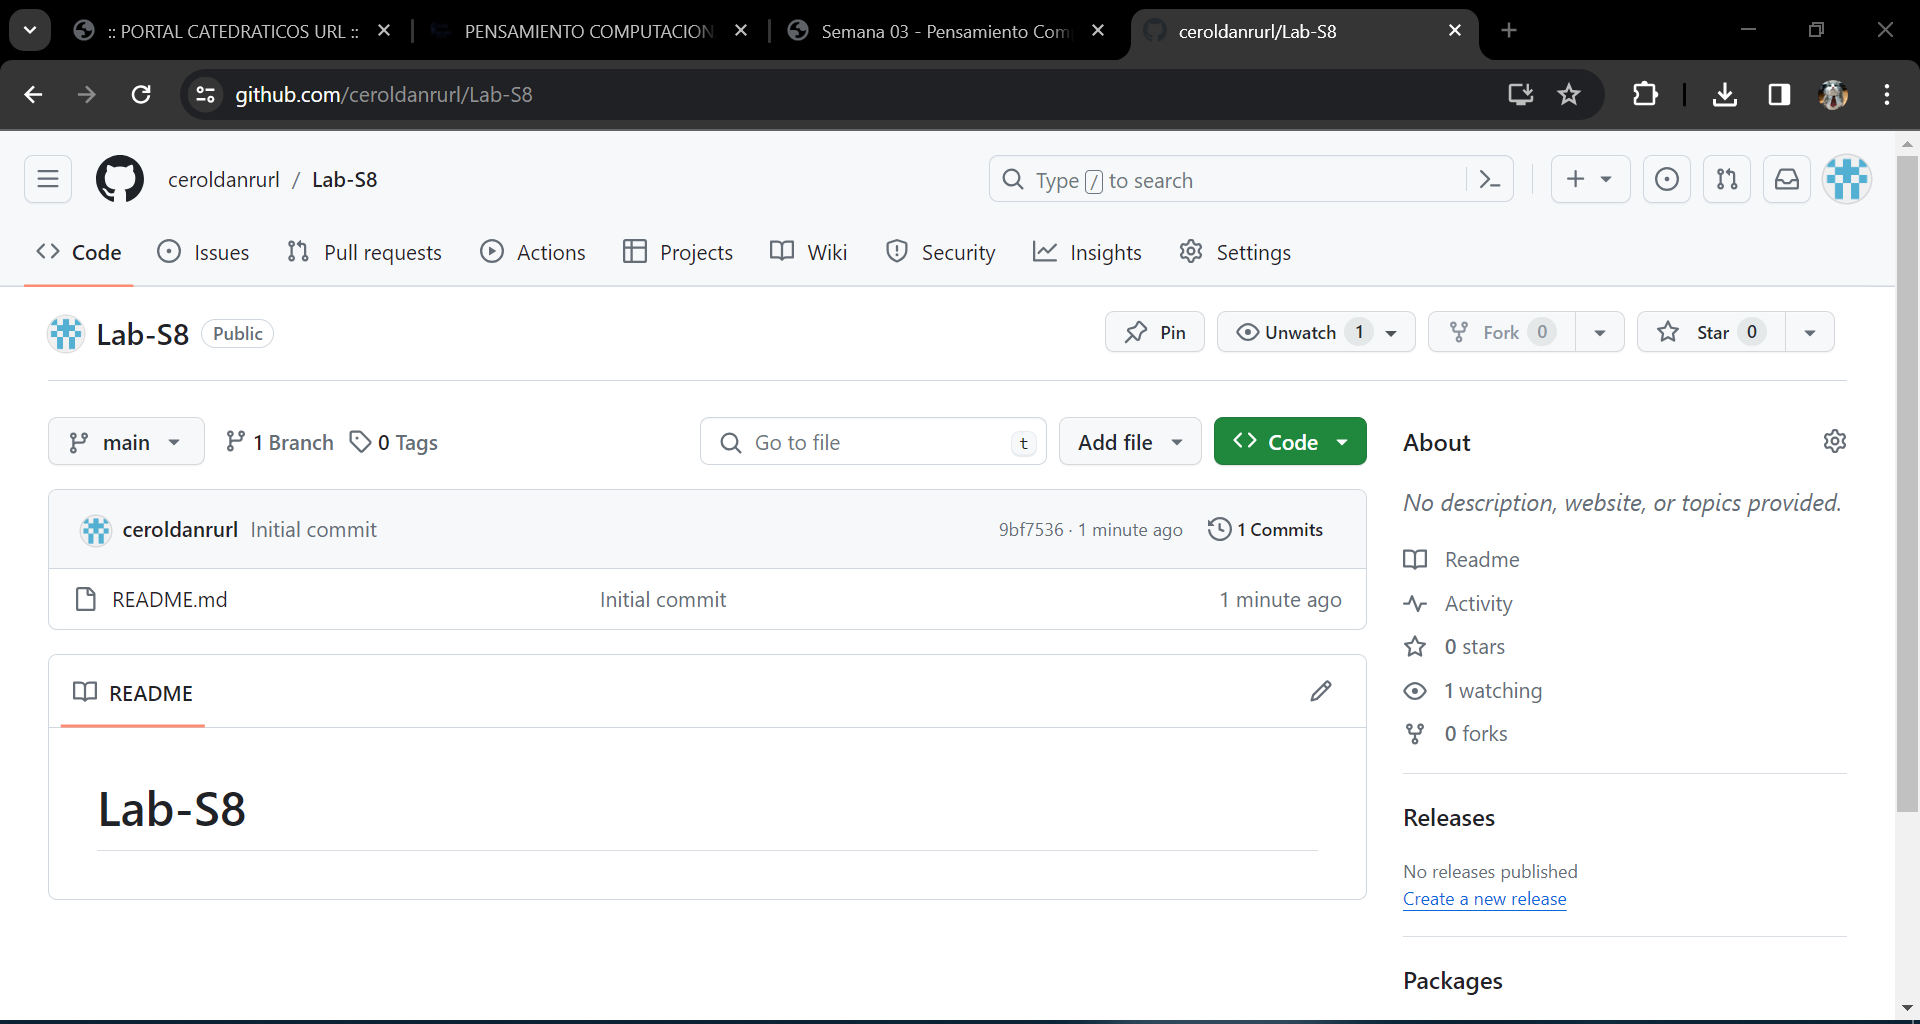 :: PORTAL CATEDRATICOS URL ::
PENSAMIENTO COMPUTACION
Semana 03 - Pensamiento Com
ceroldanrurl/Lab-S8
github.com/ceroldanrurl/Lab-S8
ceroldanrurl / Lab-S8
Type / to search
Code Issues Pull requests Actions Projects Wiki Security Insights Settings
Lab-S8 Public
Pin Unwatch 1 Fork 0 Star 0
main 1 Branch 0 Tags Go to file t Add file Code
About
No description, website, or topics provided.
ceroldanrurl Initial commit 9bf7536 · 1 minute ago 1 Commits
README.md Initial commit 1 minute ago
Readme
Activity
0 stars
1 watching
0 forks
README
Lab-S8
Releases
No releases published
Create a new release
Packages